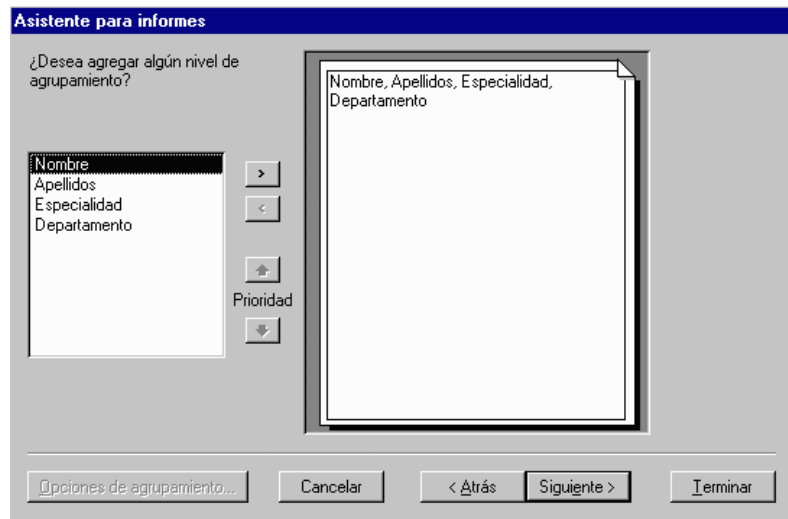 Asistente para informes
¿Desea agregar algún nivel de
agrupamiento?
Nombre
Apellidos
Especialidad
Departamento
>
<
Prioridad
Nombre, Apellidos, Especialidad,
Departamento
Opciones de agrupamiento...
Cancelar
< Atrás
Siguiente >
Terminar